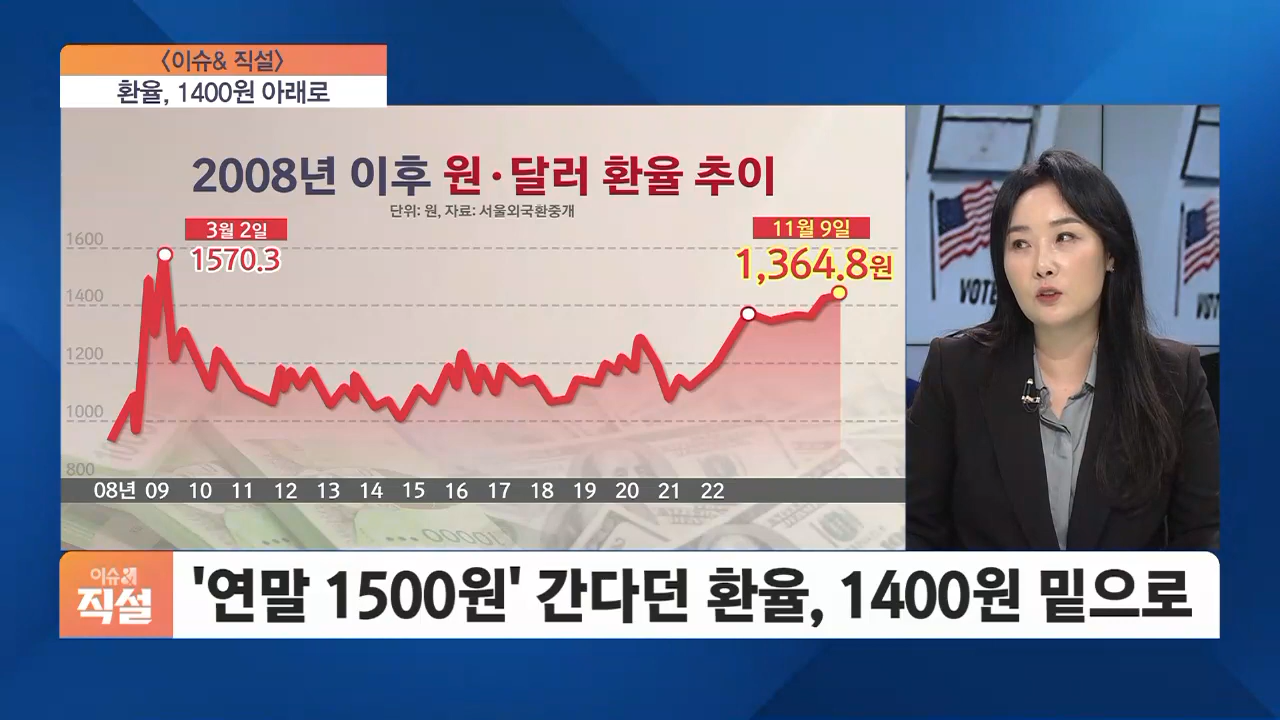 〈이슈& 직설〉
환율, 1400원 아래로
2008년 이후 원·달러 환율 추이
단위: 원, 자료: 서울외국환중개
3월 2일
1570.3
11월 9일
1,364.8원
1600
1400
1200
1000
800
08년 09 10 11 12 13 14 15 16 17 18 19 20 21 22
VOTE
이슈&
직설
'연말 1500원' 간다던 환율, 1400원 밑으로